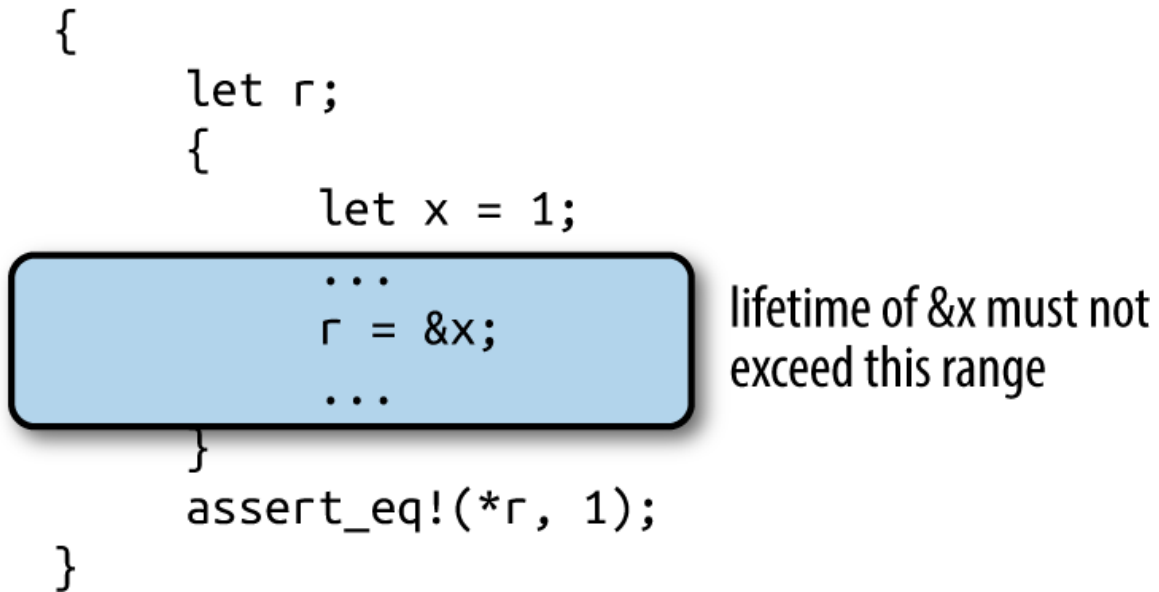 {
let r;
{
let x = 1;
...
r = &x;
...
}
assert_eq!(*r, 1);
}
lifetime of &x must not
exceed this range